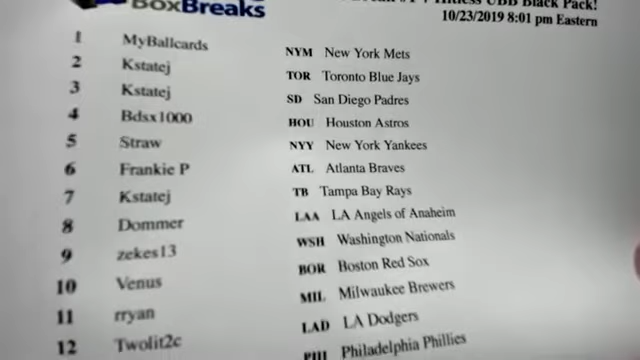 BoxBreaks
Black Pack!
10/23/2019 8:01 pm Eastern
1 MyBallcards NYM New York Mets
2 Kstatej TOR Toronto Blue Jays
3 Kstatej SD San Diego Padres
4 Bdsx1000 HOU Houston Astros
5 Straw NYY New York Yankees
6 Frankie P ATL Atlanta Braves
7 Kstatej TB Tampa Bay Rays
8 Dommer LAA LA Angels of Anaheim
9 zekes13 WSH Washington Nationals
10 Venus BOR Boston Red Sox
11 rryan MIL Milwaukee Brewers
12 Twolit2c LAD LA Dodgers
PHI Philadelphia Phillies